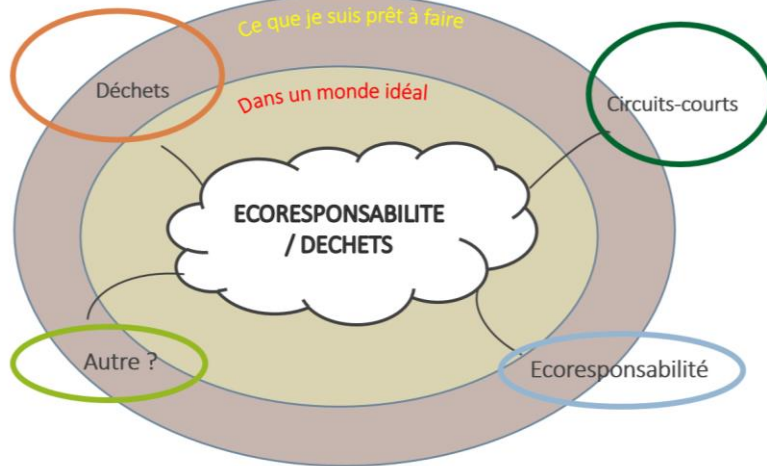 Ce que je suis prêt à faire
Déchets
Dans un monde idéal
Circuits-courts
ECORESPONSABILITE
/ DECHETS
Autre ?
Ecoresponsabilité